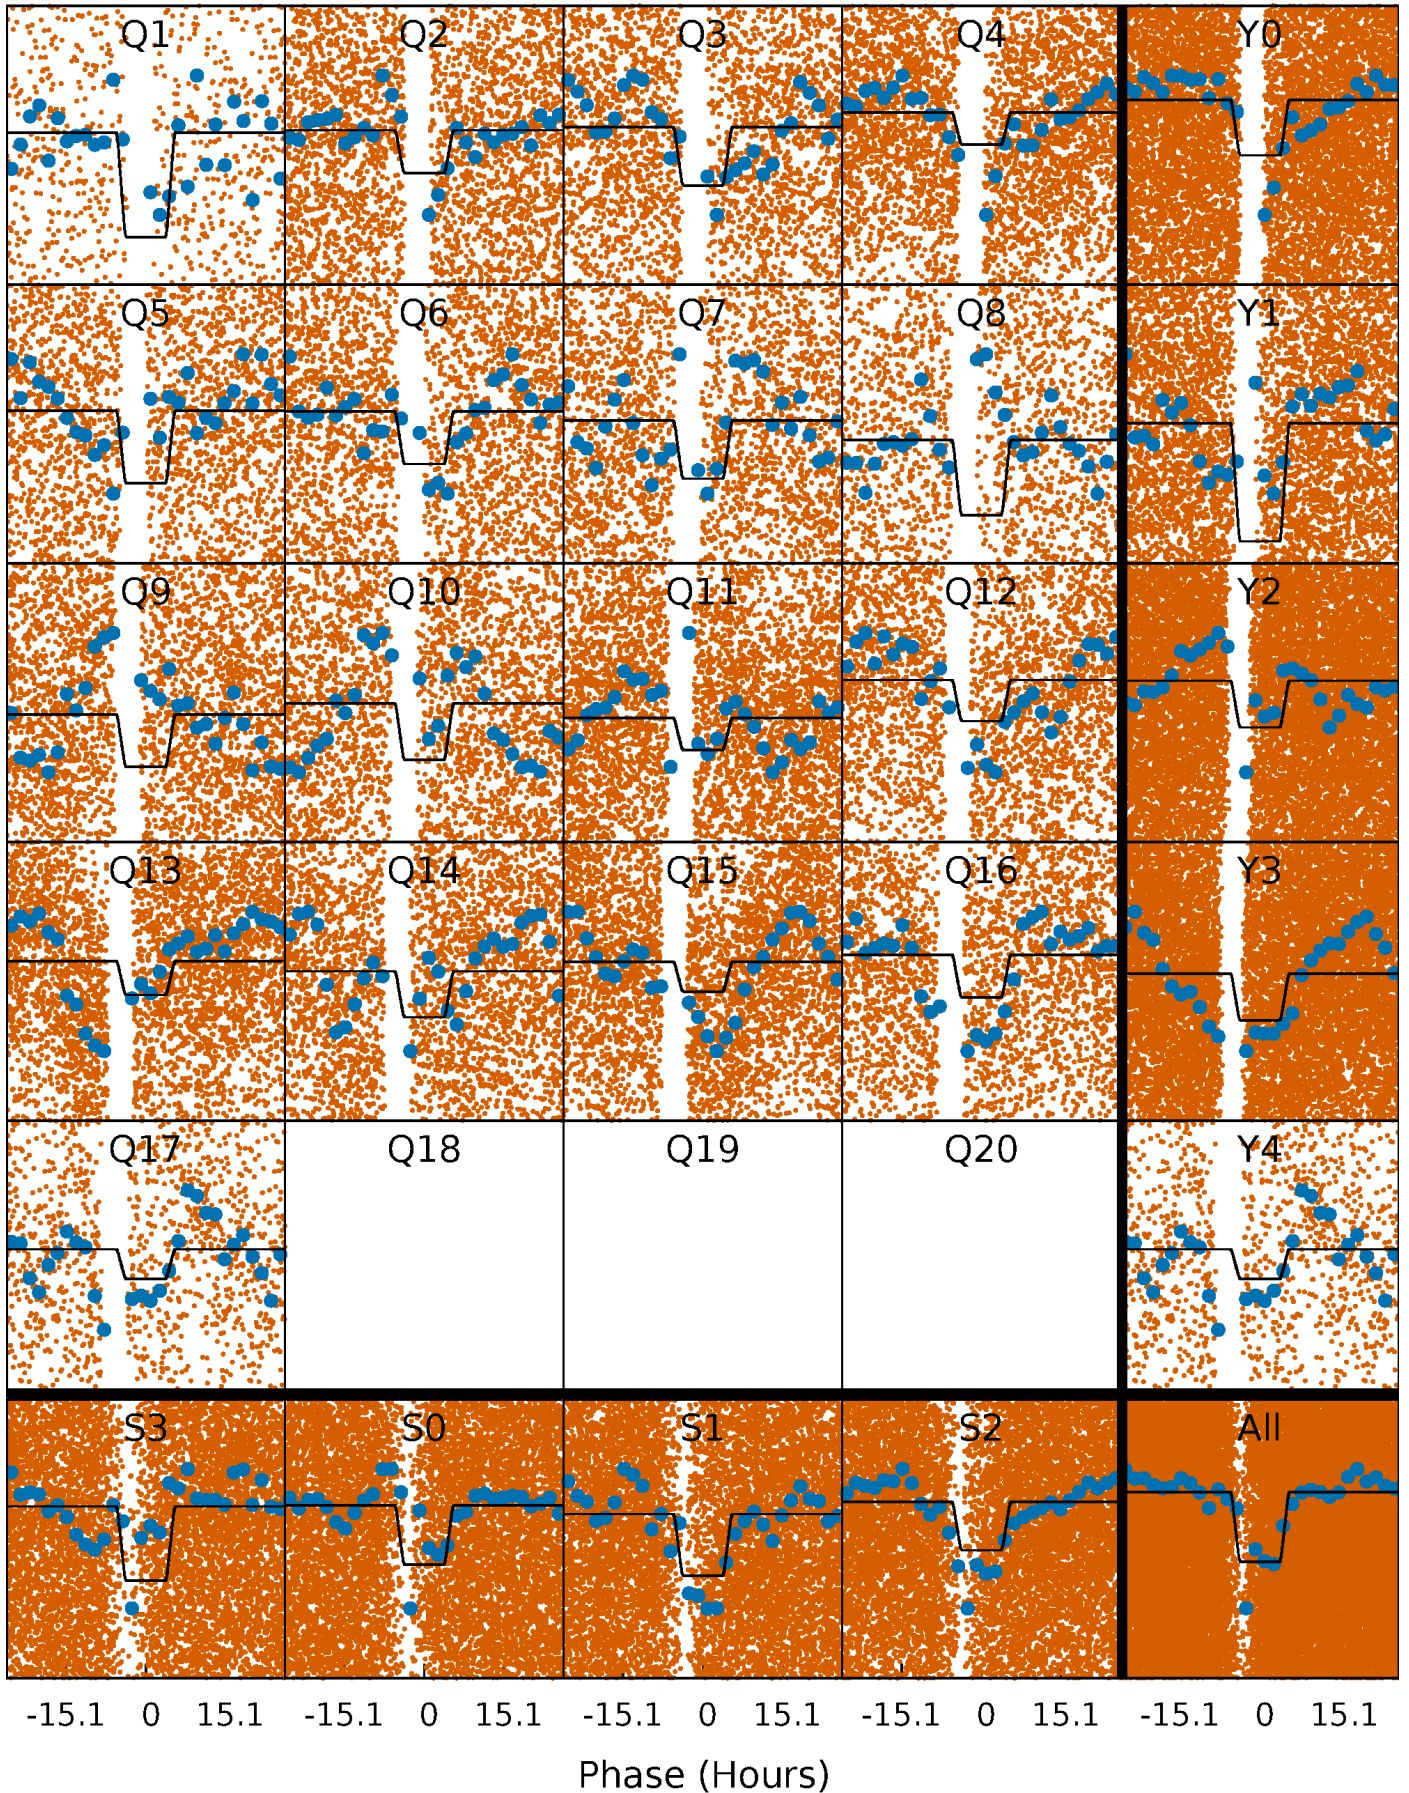 Q1 Q2 Q3 Q4 Y0
Q5 Q6 Q7 Q8 Y1
Q9 Q10 Q11 Q12 Y2
Q13 Q14 Q15 Q16 Y3
Q17 Q18 Q19 Q20 Y4
S3 S0 S1 S2 All
-15.1 0 15.1 -15.1 0 15.1 -15.1 0 15.1 -15.1 0 15.1 -15.1 0 15.1
Phase (Hours)